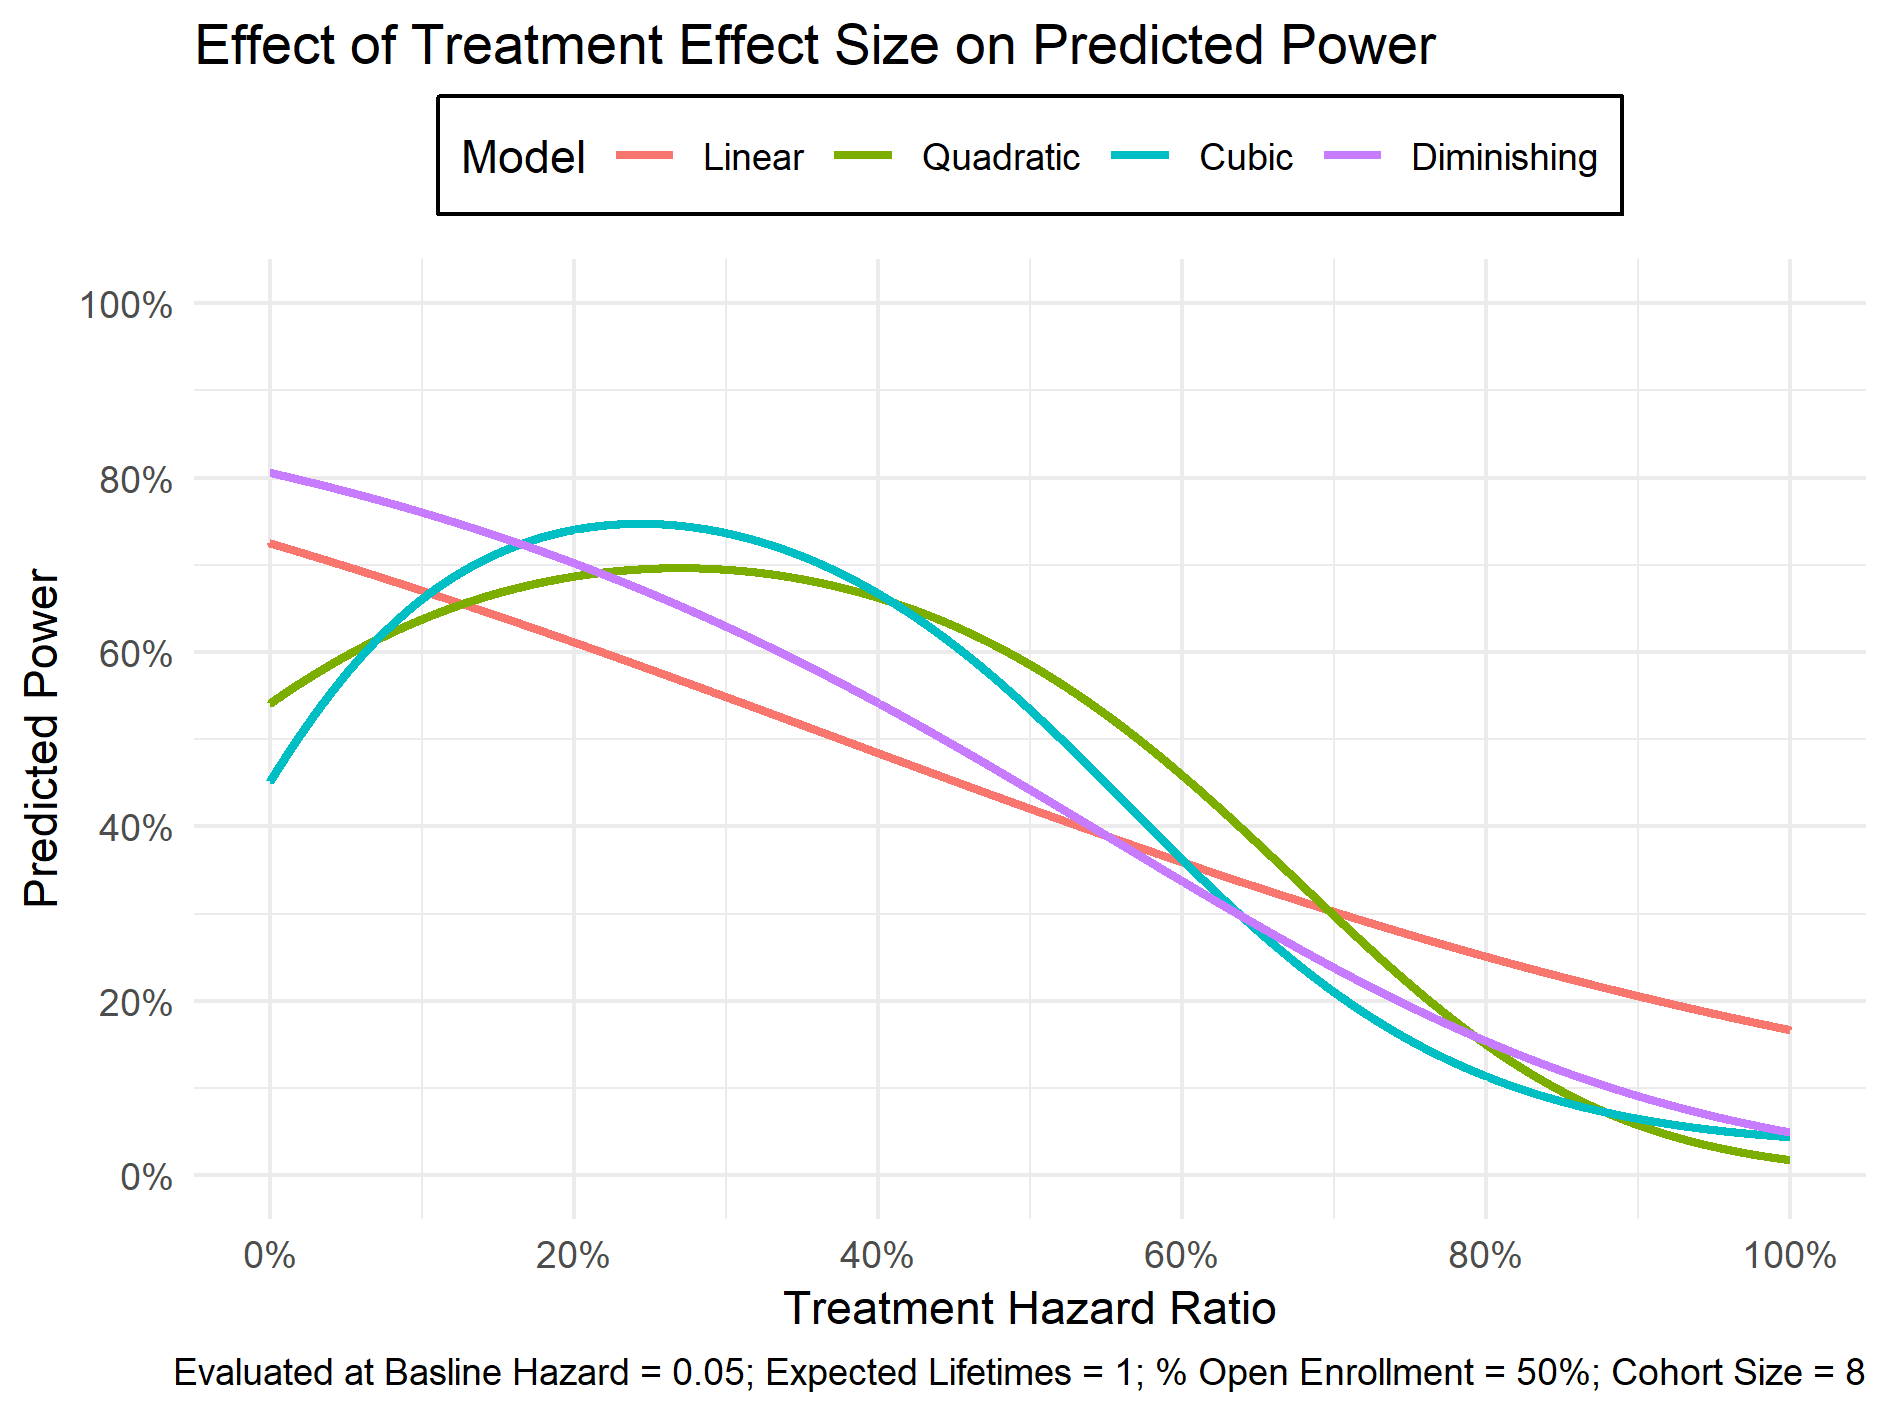 Effect of Treatment Effect Size on Predicted Power
Model Linear Quadratic Cubic Diminishing
Predicted Power
100%
80%
60%
40%
20%
0%
0% 20% 40% 60% 80% 100%
Treatment Hazard Ratio
Evaluated at Basline Hazard = 0.05; Expected Lifetimes = 1; % Open Enrollment = 50%; Cohort Size = 8